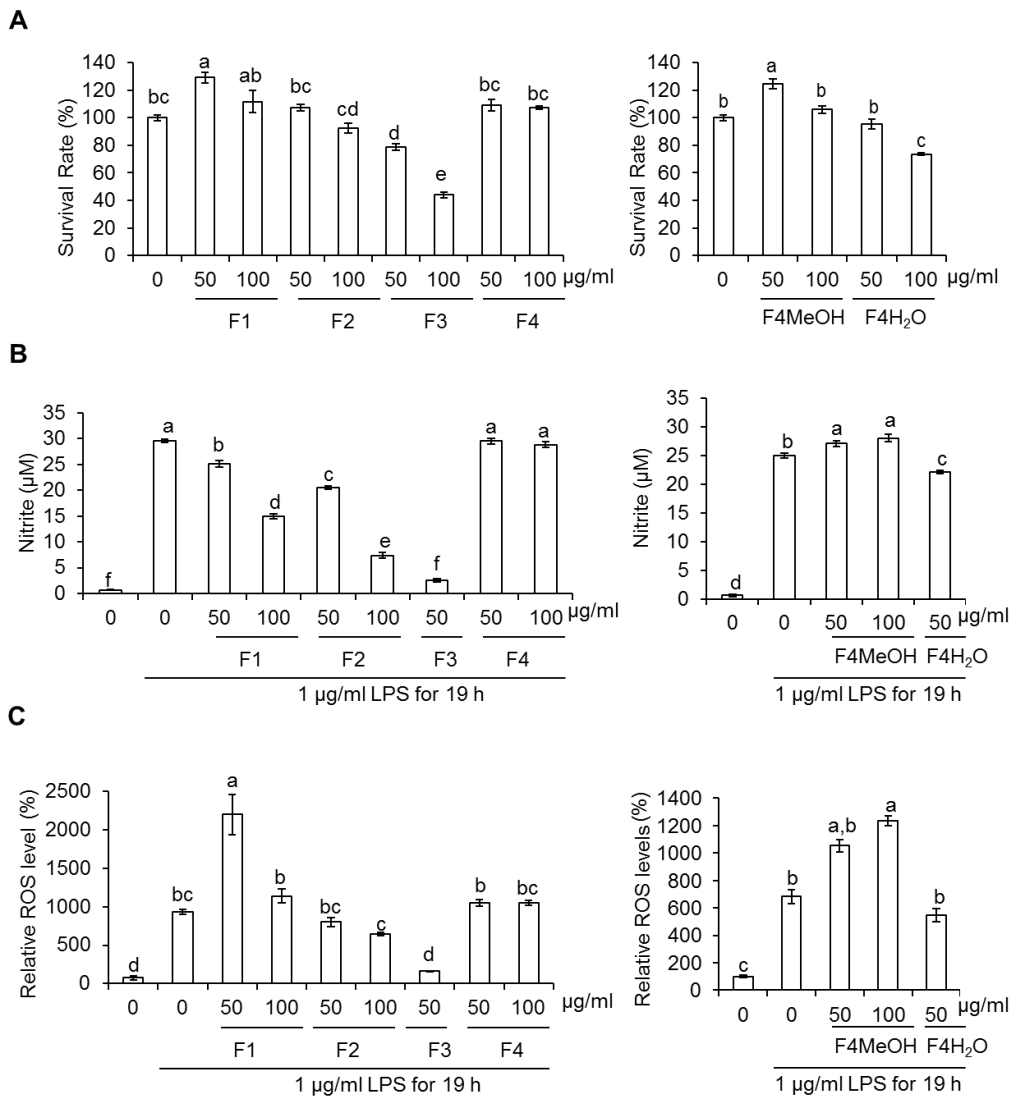 A
140
120
100
80
60
40
20
0
Survival Rate (%)
bc
a
ab
bc
cd
d
e
bc
bc
0 50 100 50 100 50 100 50 100 µg/ml
F1 F2 F3 F4
140
120
100
80
60
40
20
0
Survival Rate (%)
b
a
b
b
c
0 50 100 50 100 µg/ml
F4MeOH F4H₂O
B
35
30
25
20
15
10
5
0
Nitrite (µM)
f
a
b
d
c
e
f
a
a
0 0 50 100 50 100 50 50 100 µg/ml
F1 F2 F3 F4
1 µg/ml LPS for 19 h
35
30
25
20
15
10
5
0
Nitrite (µM)
d
b
a
a
c
0 0 50 100 50 µg/ml
F4MeOH F4H₂O
1 µg/ml LPS for 19 h
C
2500
2000
1500
1000
500
0
Relative ROS level (%)
d
bc
a
b
bc
c
d
b
bc
0 0 50 100 50 100 50 50 100 µg/ml
F1 F2 F3 F4
1 µg/ml LPS for 19 h
1400
1200
1000
800
600
400
200
0
Relative ROS levels (%)
c
b
a,b
a
b
0 0 50 100 50 µg/ml
F4MeOH F4H₂O
1 µg/ml LPS for 19 h